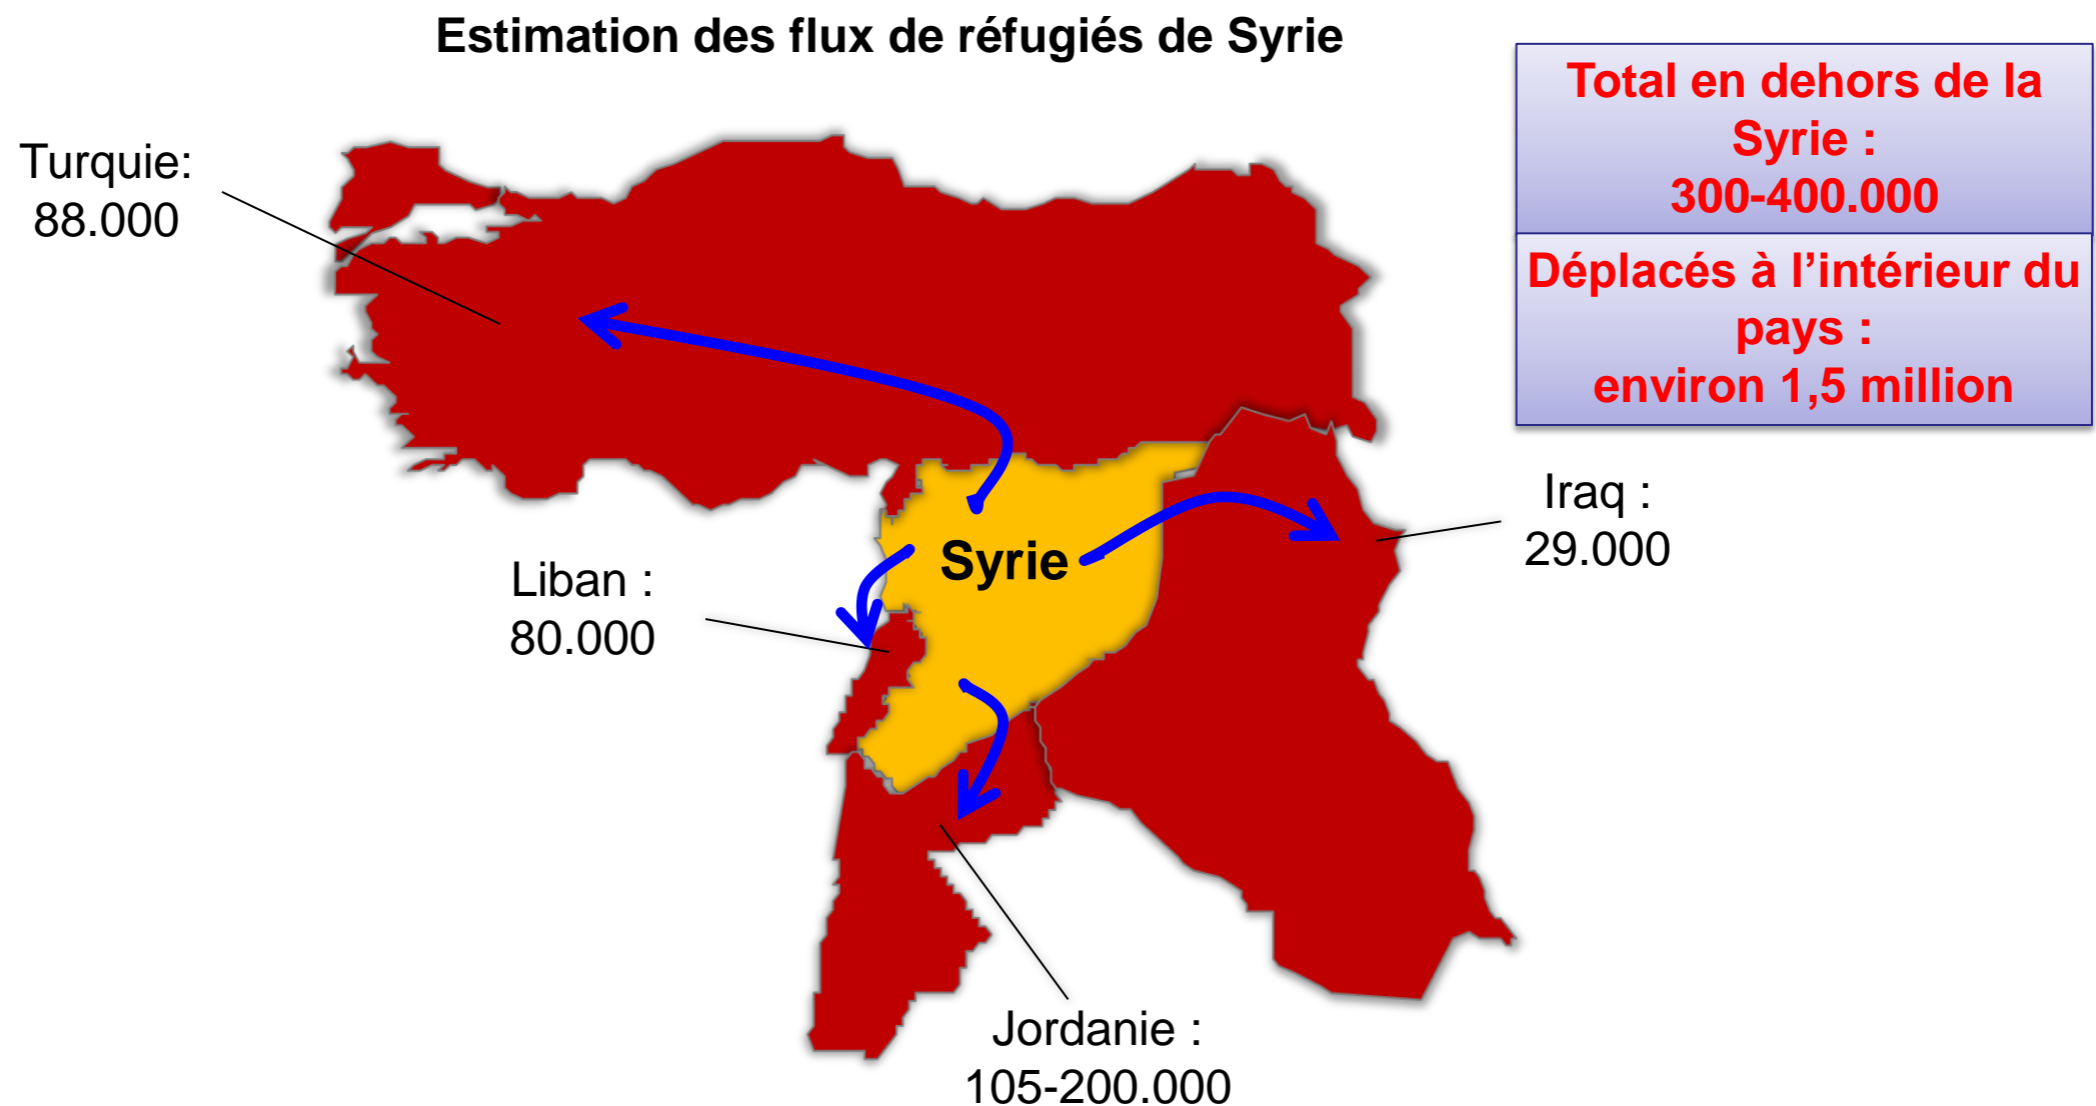 Estimation des flux de réfugiés de Syrie
Total en dehors de la
Syrie :
300-400.000
Déplacés à l’intérieur du
pays :
environ 1,5 million
Turquie:
88.000
Iraq :
29.000
Syrie
Liban :
80.000
Jordanie :
105-200.000